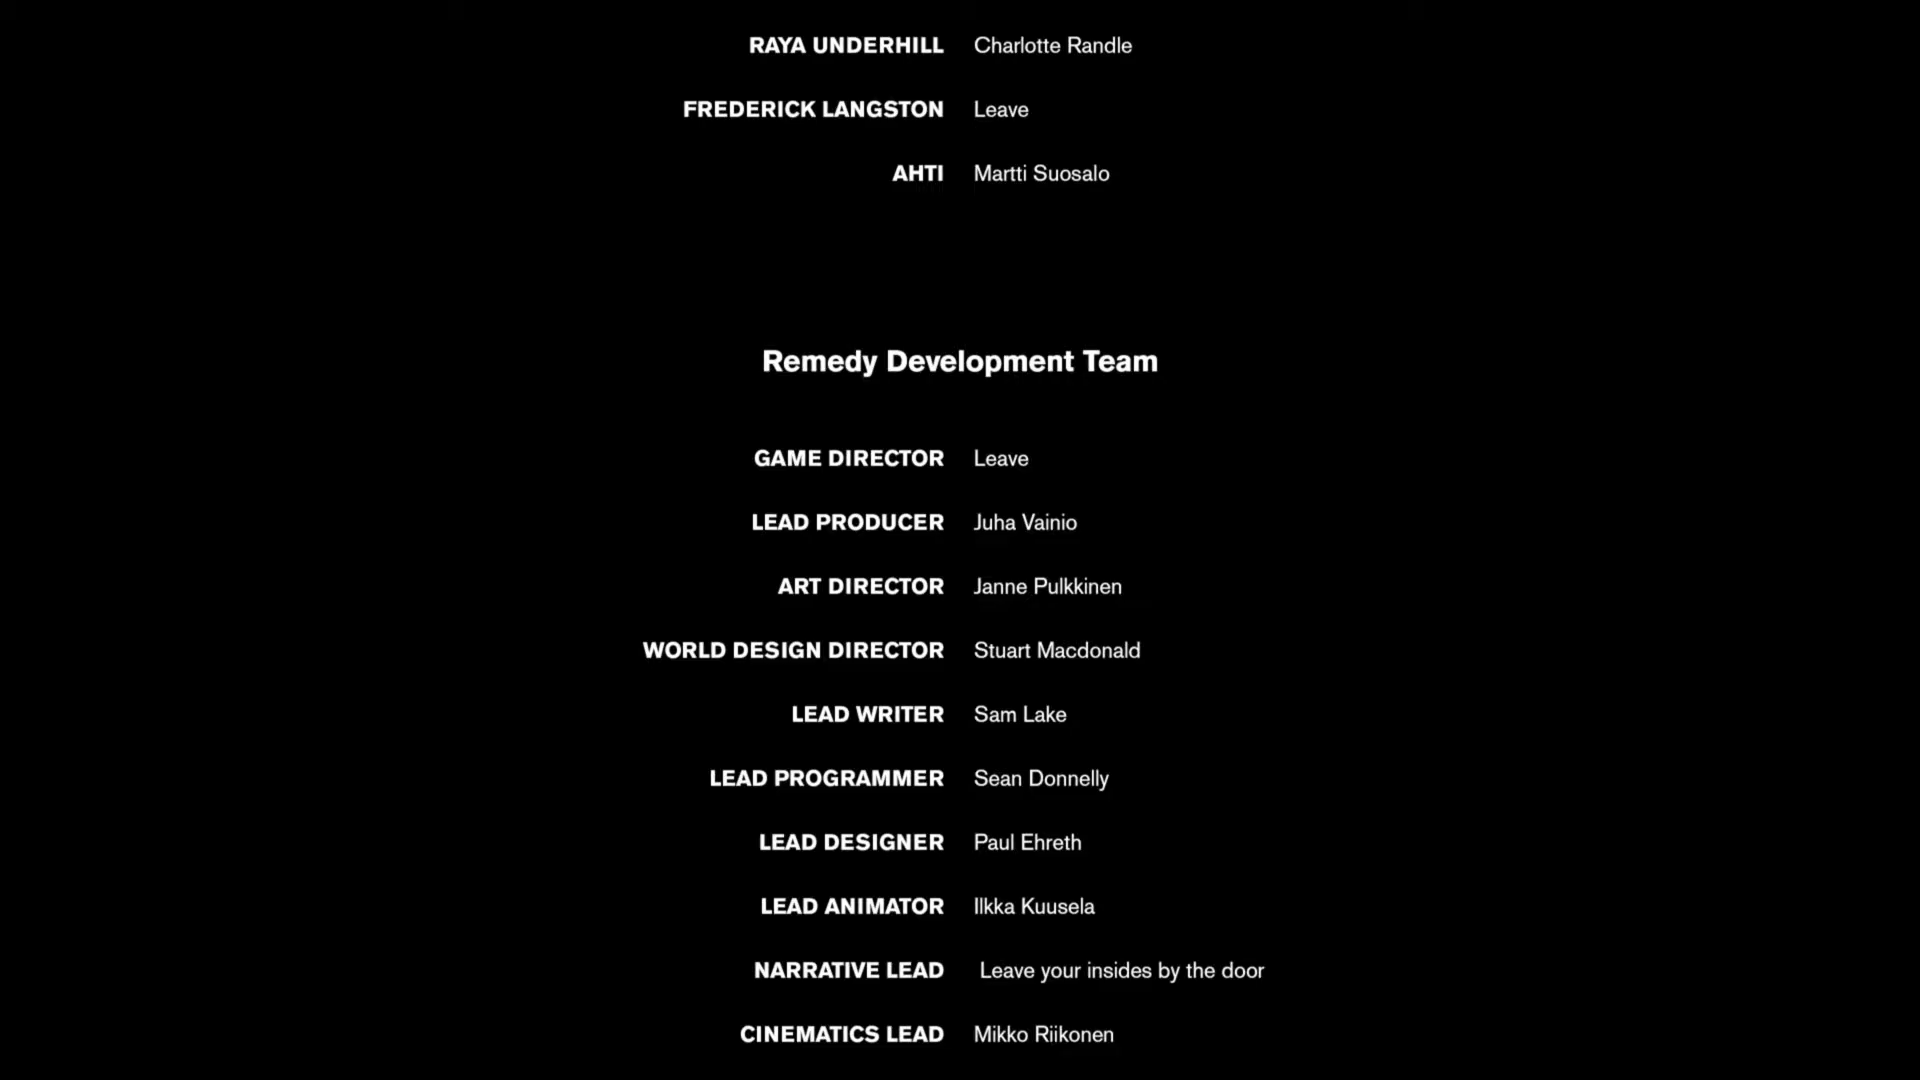 RAYA UNDERHILL Charlotte Randle
FREDERICK LANGSTON Leave
AHTI Martti Suosalo
Remedy Development Team
GAME DIRECTOR Leave
LEAD PRODUCER Juha Vainio
ART DIRECTOR Janne Pulkkinen
WORLD DESIGN DIRECTOR Stuart Macdonald
LEAD WRITER Sam Lake
LEAD PROGRAMMER Sean Donnelly
LEAD DESIGNER Paul Ehreth
LEAD ANIMATOR Ilkka Kuusela
NARRATIVE LEAD Leave your insides by the door
CINEMATICS LEAD Mikko Riikonen